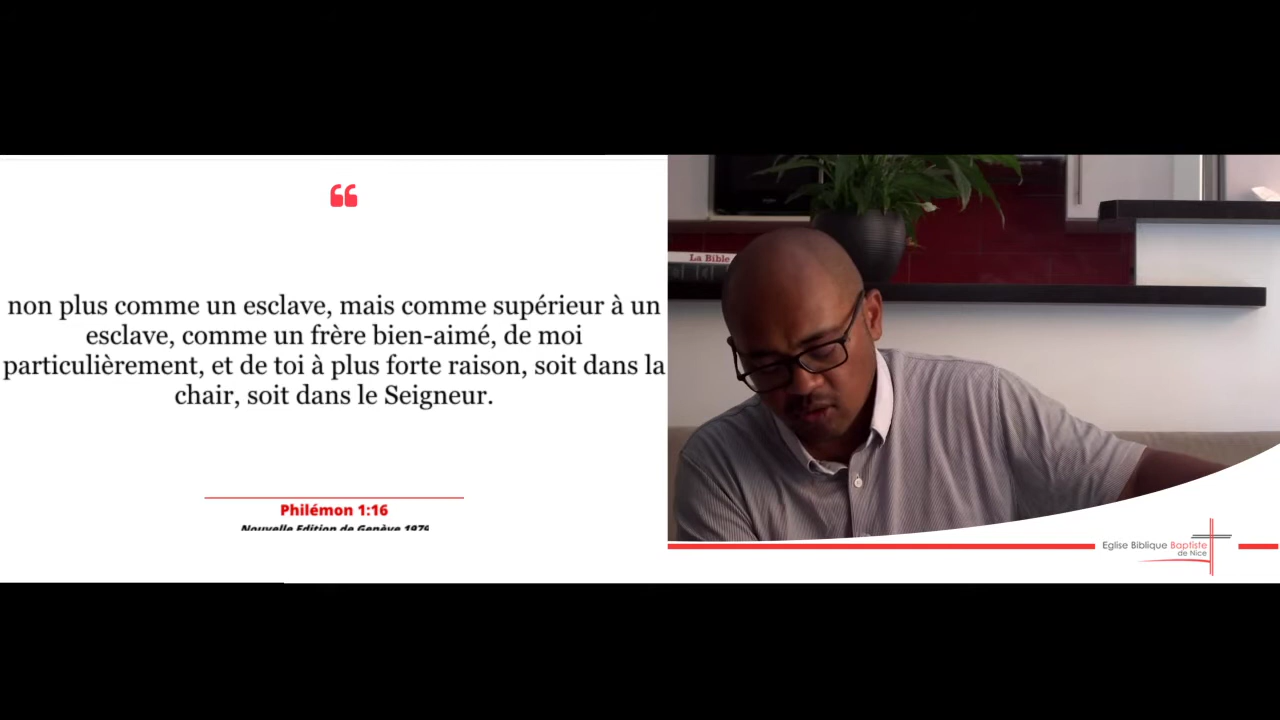 non plus comme un esclave, mais comme supérieur à un
esclave, comme un frère bien-aimé, de moi
particulièrement, et de toi à plus forte raison, soit dans la
chair, soit dans le Seigneur.
Philémon 1:16
Nouvelle Edition de Genève 1979
La Bible
Eglise Biblique Baptiste
de Nice